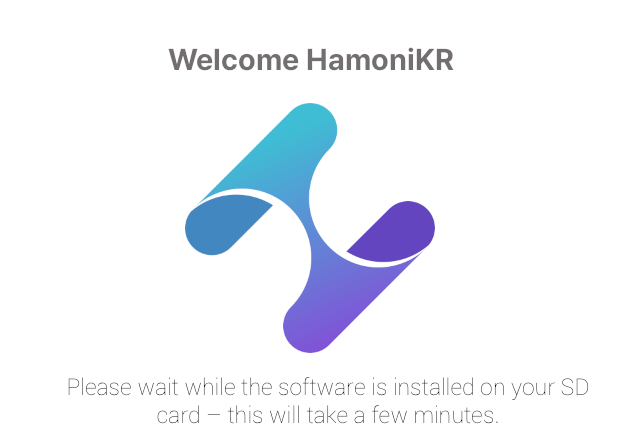 Welcome HamoniKR
Please wait while the software is installed on your SD
card – this will take a few minutes.